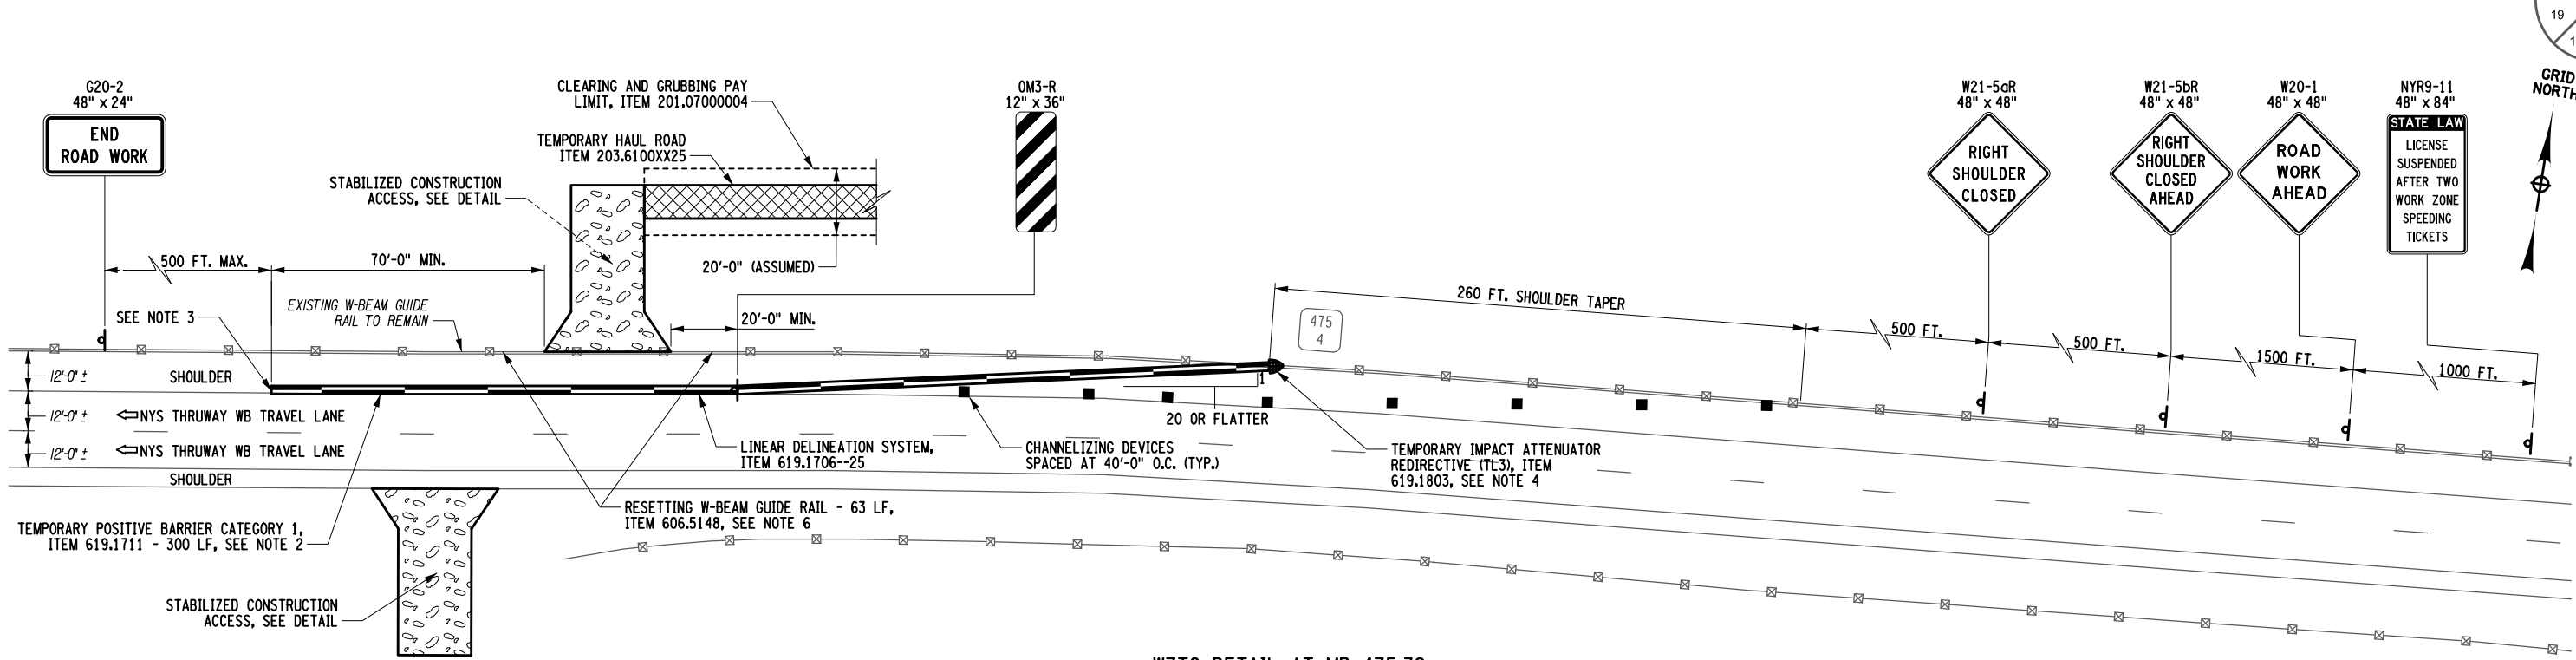 19
1
GRID
NORTH
G20-2
48" x 24"
END
ROAD WORK
CLEARING AND GRUBBING PAY
LIMIT, ITEM 201.07000004
TEMPORARY HAUL ROAD
ITEM 203.6100XX25
STABILIZED CONSTRUCTION
ACCESS, SEE DETAIL
OM3-R
12" x 36"
W21-5aR
48" x 48"
RIGHT
SHOULDER
CLOSED
W21-5bR
48" x 48"
RIGHT
SHOULDER
CLOSED
AHEAD
W20-1
48" x 48"
ROAD
WORK
AHEAD
NYR9-11
48" x 84"
STATE LAW
LICENSE
SUSPENDED
AFTER TWO
WORK ZONE
SPEEDING
TICKETS
500 FT. MAX.
70'-0" MIN.
20'-0" (ASSUMED)
SEE NOTE 3
EXISTING W-BEAM GUIDE
RAIL TO REMAIN
20'-0" MIN.
260 FT. SHOULDER TAPER
475
4
500 FT.
500 FT.
1500 FT.
1000 FT.
12'-0" ±
SHOULDER
12'-0" ±
NYS THRUWAY WB TRAVEL LANE
12'-0" ±
NYS THRUWAY WB TRAVEL LANE
SHOULDER
1
20 OR FLATTER
LINEAR DELINEATION SYSTEM,
ITEM 619.1706--25
CHANNELIZING DEVICES
SPACED AT 40'-0" O.C. (TYP.)
TEMPORARY IMPACT ATTENUATOR
REDIRECTIVE (TL3), ITEM
619.1803, SEE NOTE 4
RESETTING W-BEAM GUIDE RAIL - 63 LF,
ITEM 606.5148, SEE NOTE 6
TEMPORARY POSITIVE BARRIER CATEGORY 1,
ITEM 619.1711 - 300 LF, SEE NOTE 2
STABILIZED CONSTRUCTION
ACCESS, SEE DETAIL
DETAIL AT MP